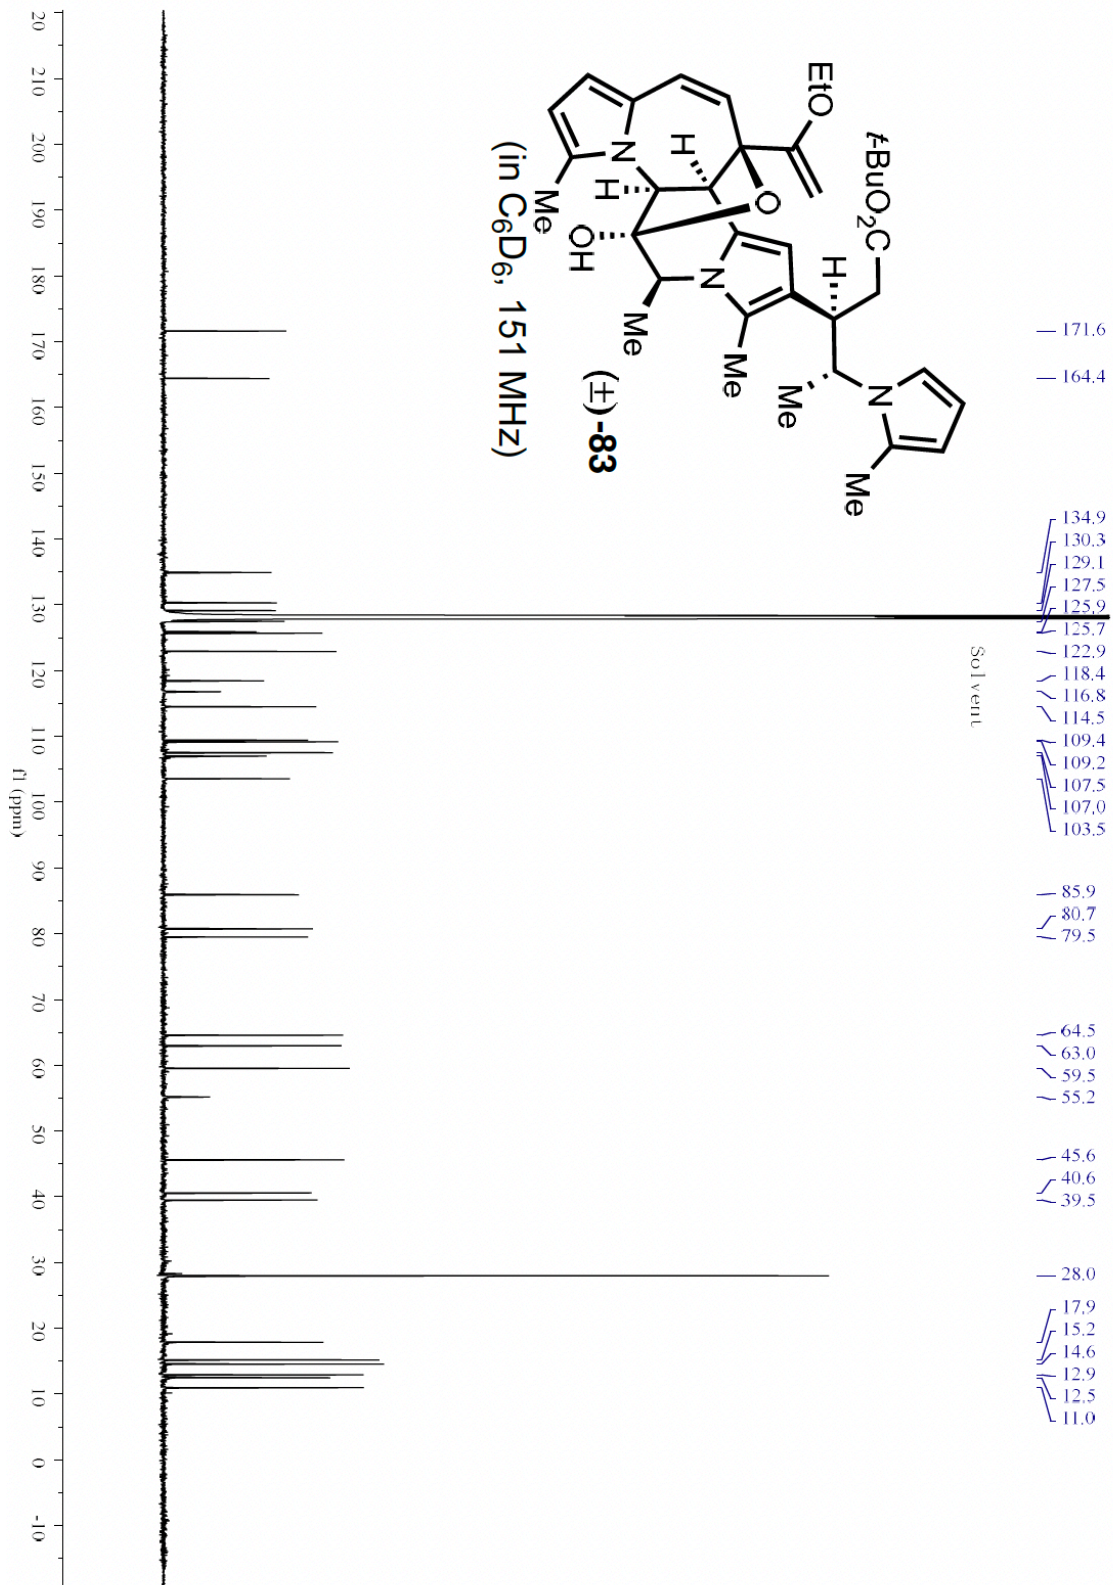 EtO
t-BuO2C
H
O
H
N
H
Me
OH
N
Me
Me
Me
N
Me
(±)-83
(in C6D6, 151 MHz)
Solvent
171.6
164.4
134.9
130.3
129.1
127.5
125.9
125.7
122.9
118.4
116.8
114.5
109.4
109.2
107.5
107.0
103.5
85.9
80.7
79.5
64.5
63.0
59.5
55.2
45.6
40.6
39.5
28.0
17.9
15.2
14.6
12.9
12.5
11.0
20 210 200 190 180 170 160 150 140 130 120 110 100 90 80 70 60 50 40 30 20 10 0 -10
f1 (ppm)